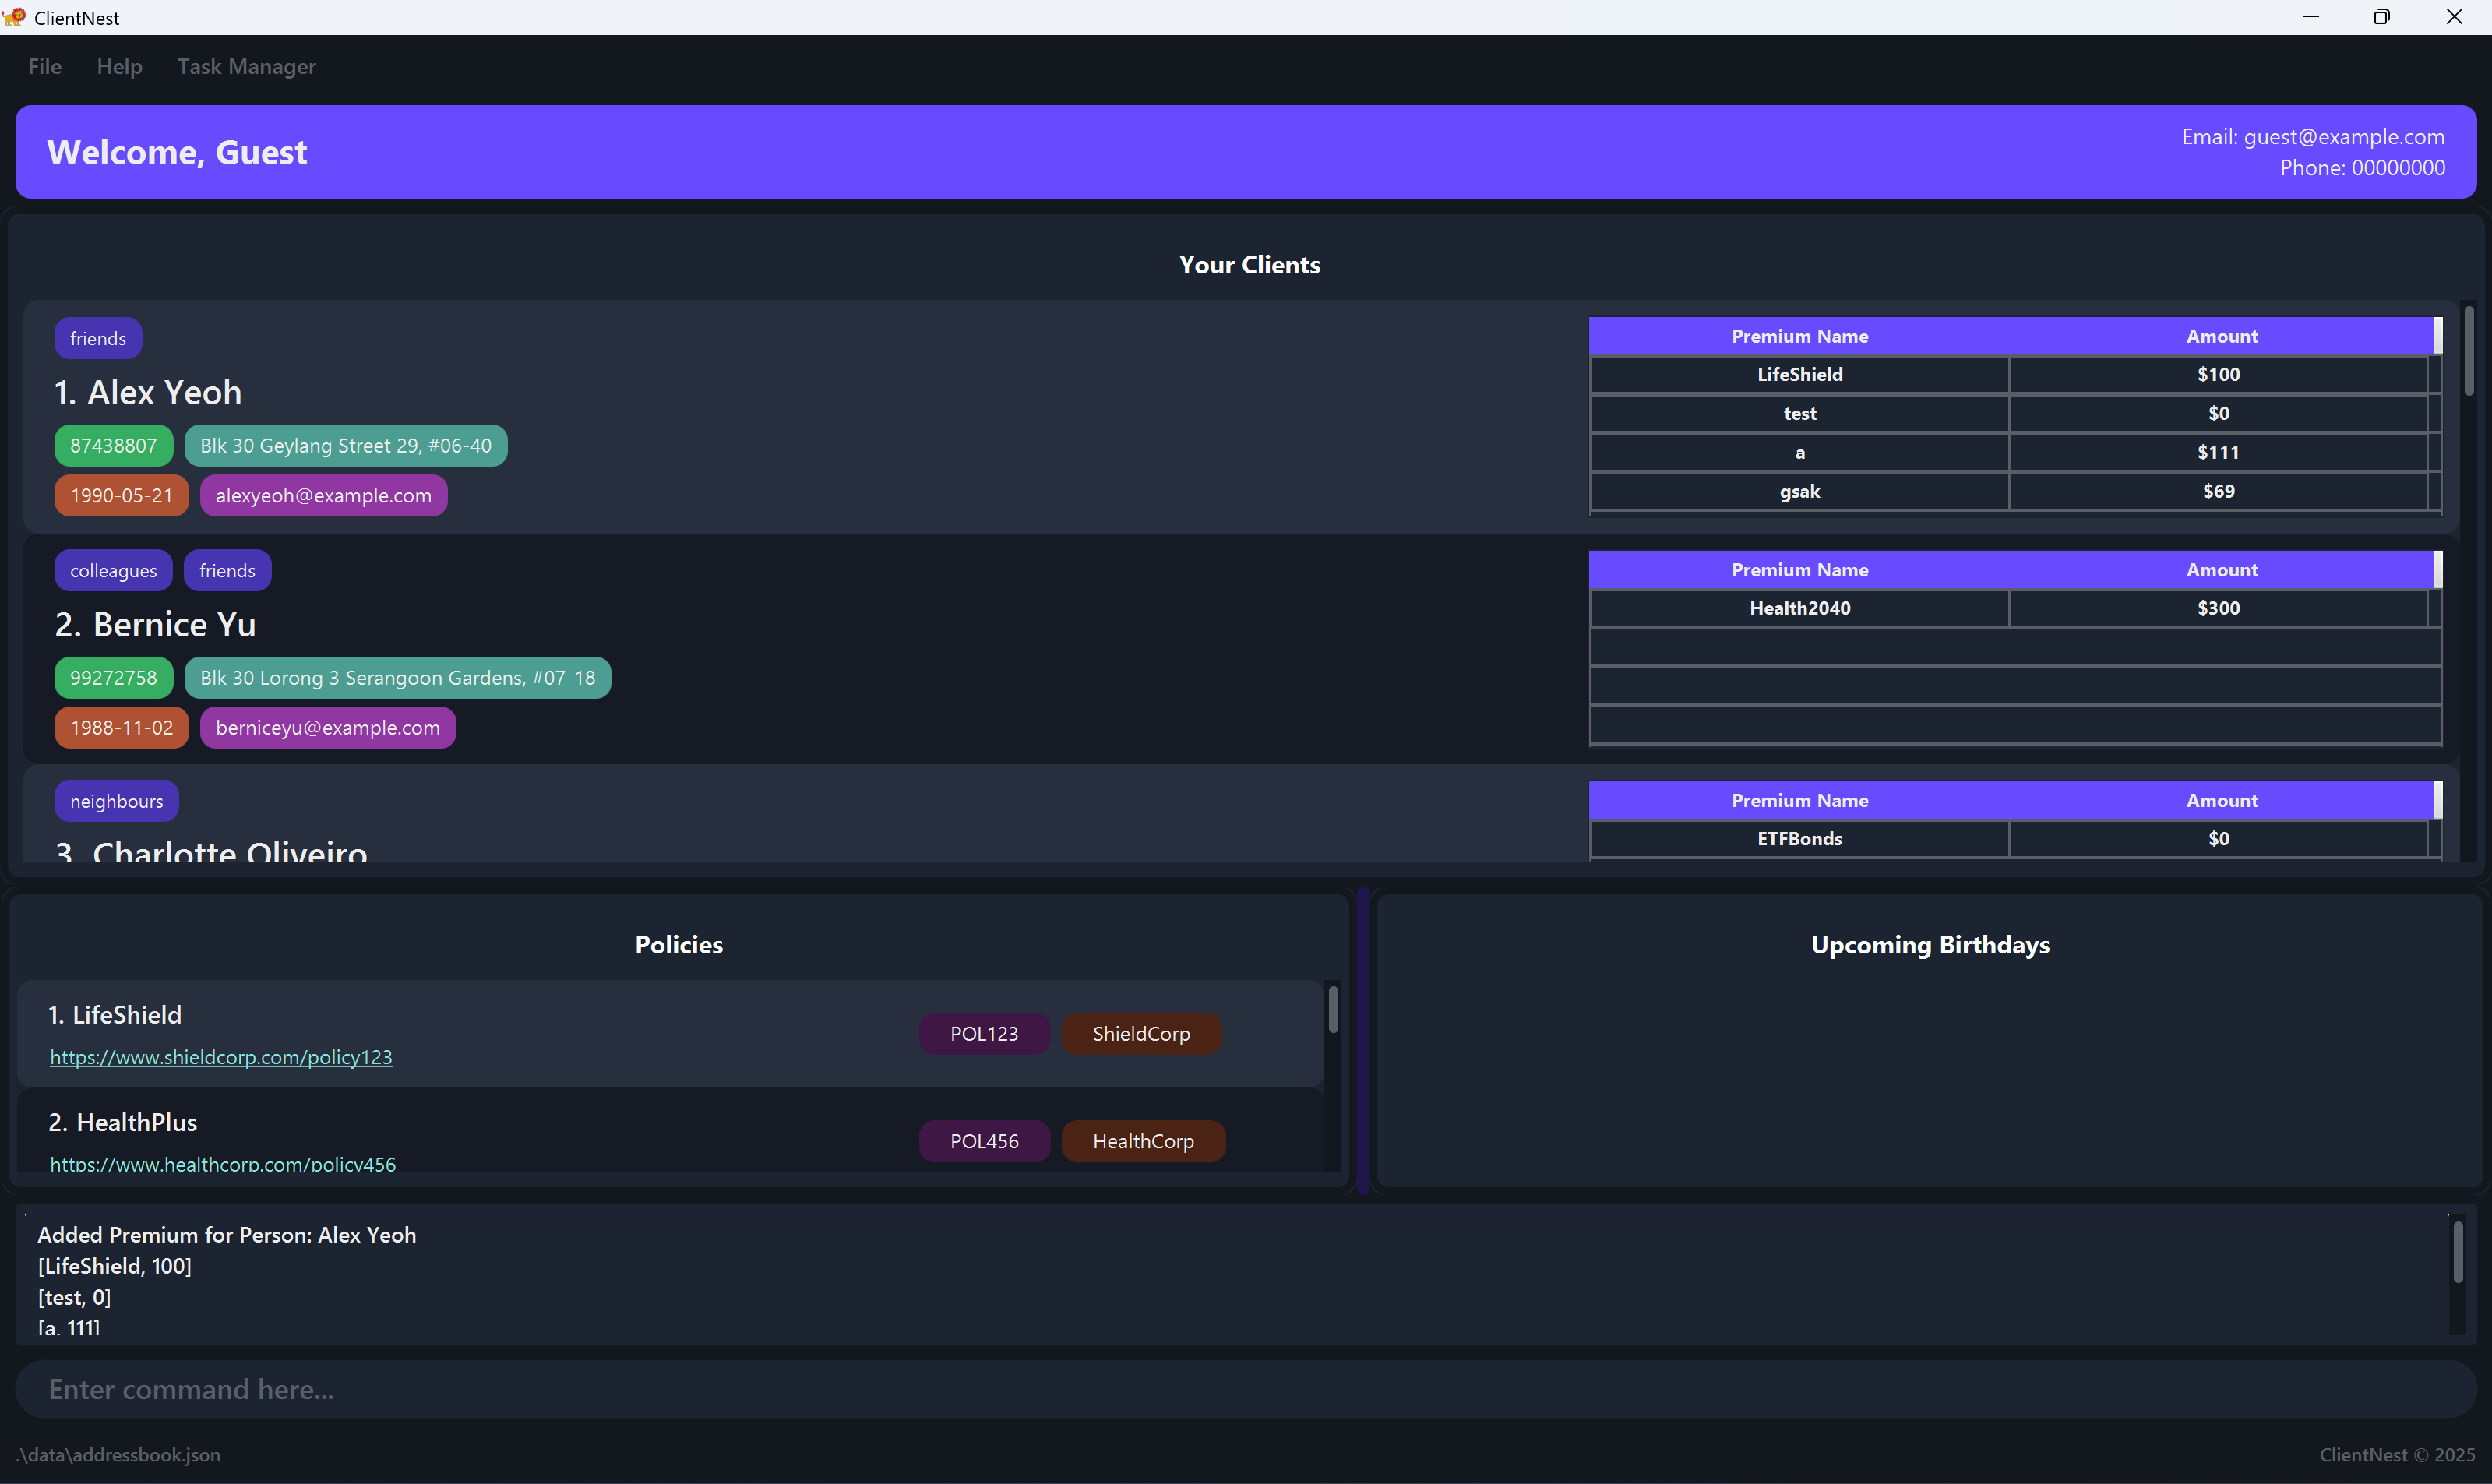 ClientNest
File Help Task Manager
Welcome, Guest
Email: guest@example.com
Phone: 00000000
Your Clients
friends
1. Alex Yeoh
87438807 Blk 30 Geylang Street 29, #06-40
1990-05-21 alexyeoh@example.com
Premium Name Amount
LifeShield $100
test $0
a $111
gsak $69
colleagues friends
2. Bernice Yu
99272758 Blk 30 Lorong 3 Serangoon Gardens, #07-18
1988-11-02 berniceyu@example.com
Premium Name Amount
Health2040 $300
neighbours
3. Charlotte Oliveiro
Premium Name Amount
ETFBonds $0
Policies
1. LifeShield
https://www.shieldcorp.com/policy123
POL123 ShieldCorp
2. HealthPlus
https://www.healthcorp.com/policy456
POL456 HealthCorp
Upcoming Birthdays
Added Premium for Person: Alex Yeoh
[LifeShield, 100]
[test, 0]
[a, 111]
Enter command here...
.\data\addressbook.json
ClientNest © 2025